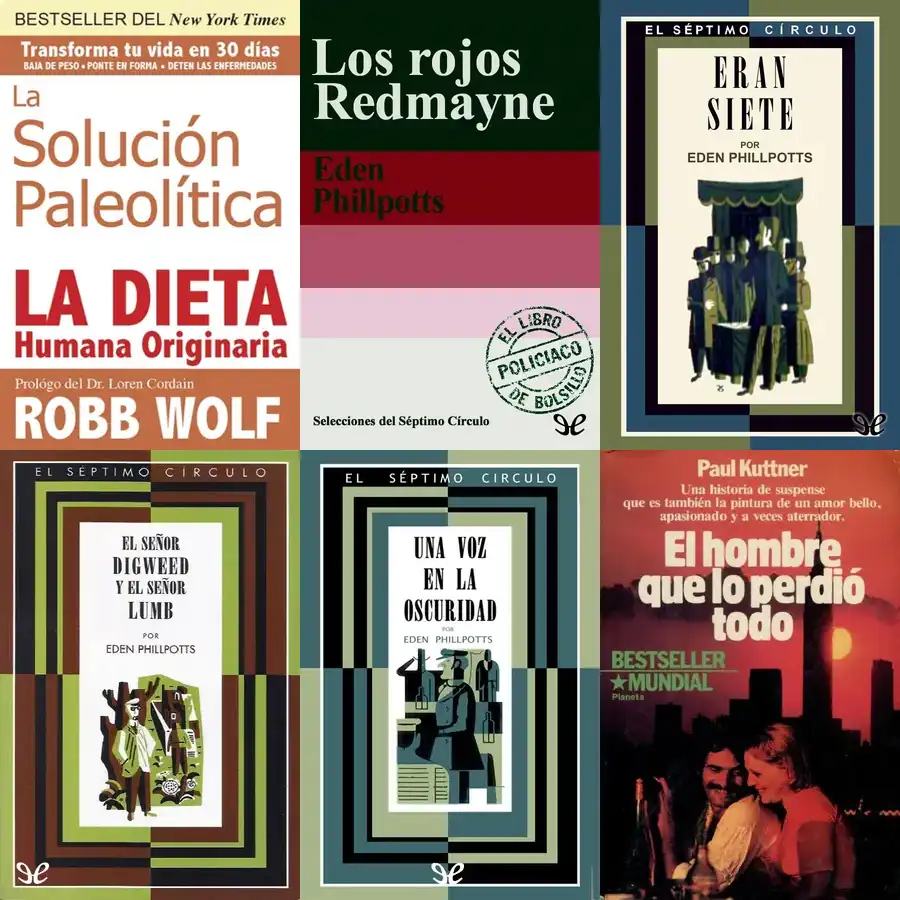 BESTSELLER DEL New York Times
Transforma tu vida en 30 días
BAJA DE PESO • PONTE EN FORMA • DETEN LAS ENFERMEDADES
La
Solución
Paleolítica
LA DIETA
Humana Originaria
Prológo del Dr. Loren Cordain
ROBB WOLF
Los rojos
Redmayne
Eden
Phillpotts
EL LIBRO
POLICIACO
DE BOLSILLO
Selecciones del Séptimo Círculo
EL SÉPTIMO CÍRCULO
ERAN
SIETE
POR
EDEN PHILLPOTTS
EL SÉPTIMO CÍRCULO
EL SEÑOR
DIGWEED
Y EL SEÑOR
LUMB
POR
EDEN PHILLPOTTS
EL SÉPTIMO CIRCULO
UNA VOZ
EN LA
OSCURIDAD
POR
EDEN PHILLPOTTS
Paul Kuttner
Una historia de suspense
que es también la pintura de un amor bello,
apasionado y a veces aterrador.
El hombre
que lo perdió
todo
BESTSELLER
★MUNDIAL
Planeta